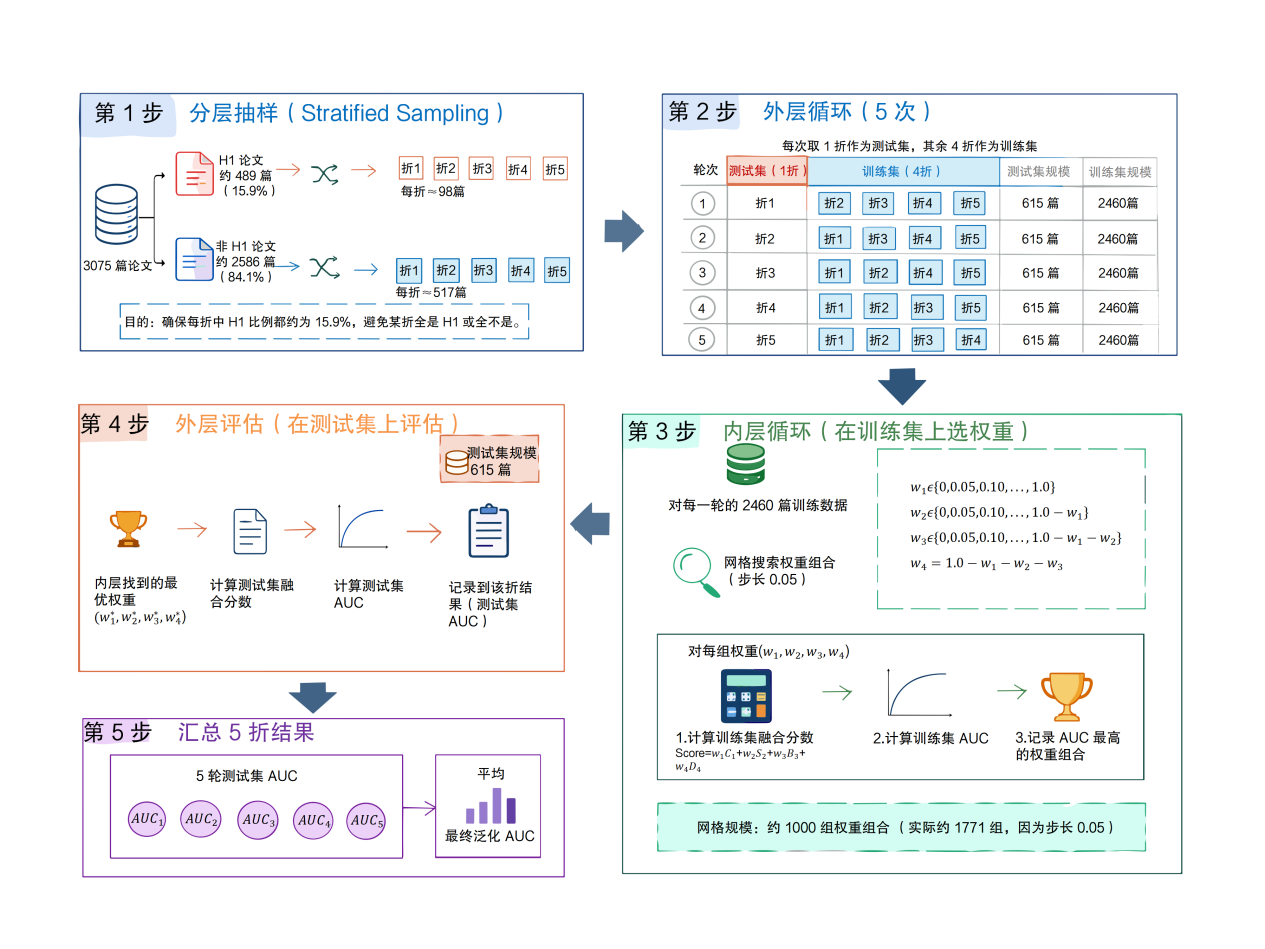 第 1 步 分层抽样（Stratified Sampling）
H1 论文
约 489 篇
（15.9%）
折1 折2 折3 折4 折5
每折≈98篇
3075 篇论文
非 H1 论文
约 2586 篇
（84.1%）
折1 折2 折3 折4 折5
每折≈517篇
目的：确保每折中 H1 比例都约为 15.9%，避免某折全是 H1 或全不是。
第 2 步 外层循环（5 次）
每次取 1 折作为测试集，其余 4 折作为训练集
轮次 测试集（1折） 训练集（4折） 测试集规模 训练集规模
1 折1 折2 折3 折4 折5 615 篇 2460篇
2 折2 折1 折3 折4 折5 615 篇 2460篇
3 折3 折1 折2 折4 折5 615 篇 2460篇
4 折4 折1 折2 折3 折5 615 篇 2460篇
5 折5 折1 折2 折3 折4 615 篇 2460篇
第 3 步 内层循环（在训练集上选权重）
对每一轮的 2460 篇训练数据
网格搜索权重组合
（步长 0.05）
w₁ϵ{0,0.05,0.10,...,1.0}
w₂ϵ{0,0.05,0.10,...,1.0 − w₁}
w₃ϵ{0,0.05,0.10,...,1.0 − w₁ − w₂}
w₄ = 1.0 − w₁ − w₂ − w₃
对每组权重(w₁,w₂,w₃,w₄)
1.计算训练集融合分数
Score=w₁C₁+w₂S₂+w₃B₃+
w₄D₄
2.计算训练集 AUC
3.记录 AUC 最高
的权重组合
网格规模：约 1000 组权重组合（实际约 1771 组，因为步长 0.05）
第 4 步 外层评估（在测试集上评估）
测试集规模
615 篇
内层找到的最
优权重
(w₁*,w₂*,w₃*,w₄*)
计算测试集融
合分数
计算测试集
AUC
记录到该折结
果（测试集
AUC）
第 5 步 汇总 5 折结果
5 轮测试集 AUC
AUC₁ AUC₂ AUC₃ AUC₄ AUC₅
平均
最终泛化 AUC